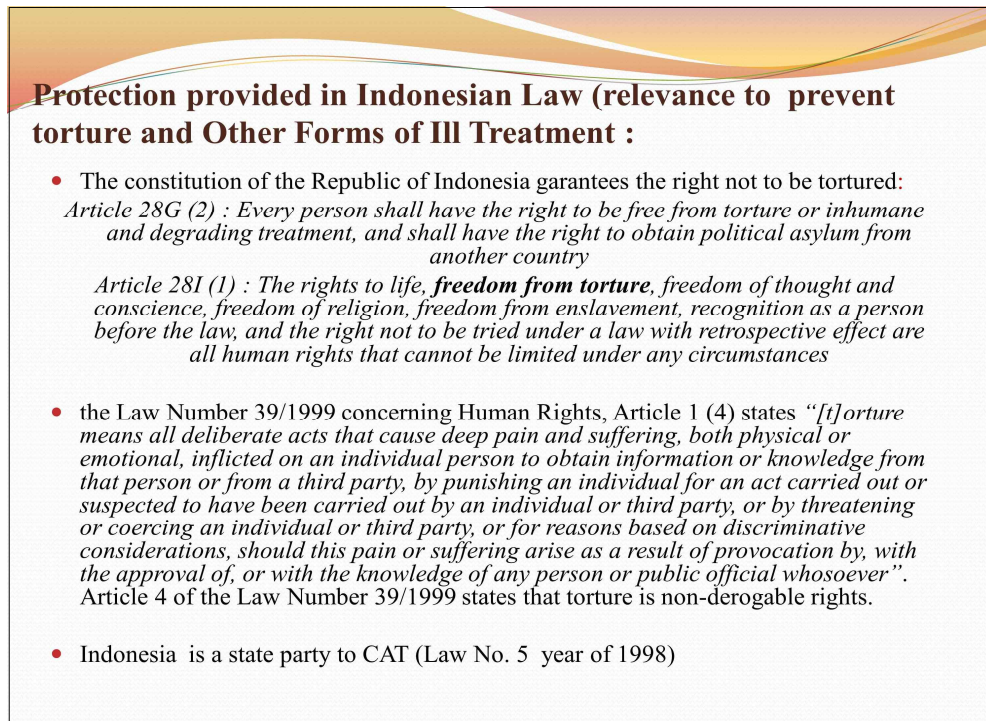 Protection provided in Indonesian Law (relevance to  prevent
torture and Other Forms of Ill Treatment :
• The constitution of the Republic of Indonesia garantees the right not to be tortured:
Article 28G (2) : Every person shall have the right to be free from torture or inhumane
and degrading treatment, and shall have the right to obtain political asylum from
another country
Article 28I (1) : The rights to life, freedom from torture, freedom of thought and
conscience, freedom of religion, freedom from enslavement, recognition as a person
before the law, and the right not to be tried under a law with retrospective effect are
all human rights that cannot be limited under any circumstances
• the Law Number 39/1999 concerning Human Rights, Article 1 (4) states “[t]orture
means all deliberate acts that cause deep pain and suffering, both physical or
emotional, inflicted on an individual person to obtain information or knowledge from
that person or from a third party, by punishing an individual for an act carried out or
suspected to have been carried out by an individual or third party, or by threatening
or coercing an individual or third party, or for reasons based on discriminative
considerations, should this pain or suffering arise as a result of provocation by, with
the approval of, or with the knowledge of any person or public official whosoever”.
Article 4 of the Law Number 39/1999 states that torture is non-derogable rights.
• Indonesia  is a state party to CAT (Law No. 5  year of 1998)